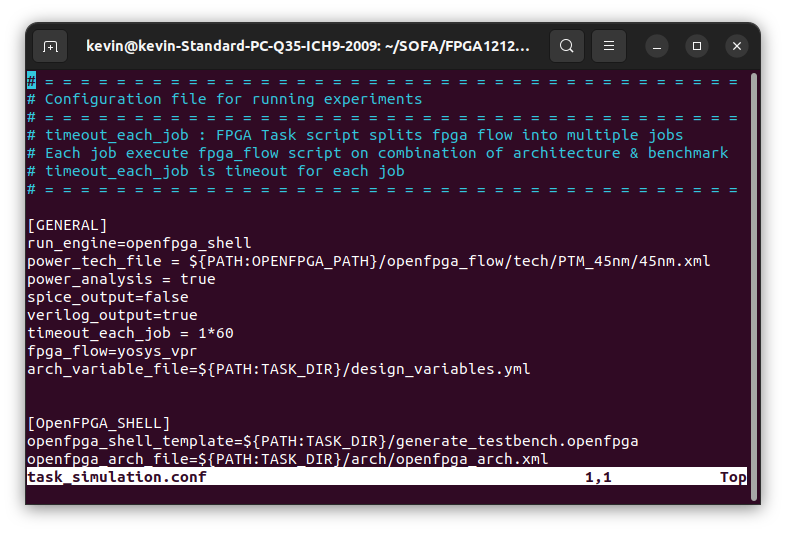 kevin@kevin-Standard-PC-Q35-ICH9-2009: ~/SOFA/FPGA1212...
# = = = = = = = = = = = = = = = = = = = = = = = = = = = = = = = = = = = = = = =
# Configuration file for running experiments
# = = = = = = = = = = = = = = = = = = = = = = = = = = = = = = = = = = = = = = =
# timeout_each_job : FPGA Task script splits fpga flow into multiple jobs
# Each job execute fpga_flow script on combination of architecture & benchmark
# timeout_each_job is timeout for each job
# = = = = = = = = = = = = = = = = = = = = = = = = = = = = = = = = = = = = = = =
[GENERAL]
run_engine=openfpga_shell
power_tech_file = ${PATH:OPENFPGA_PATH}/openfpga_flow/tech/PTM_45nm/45nm.xml
power_analysis = true
spice_output=false
verilog_output=true
timeout_each_job = 1*60
fpga_flow=yosys_vpr
arch_variable_file=${PATH:TASK_DIR}/design_variables.yml
[OpenFPGA_SHELL]
openfpga_shell_template=${PATH:TASK_DIR}/generate_testbench.openfpga
openfpga_arch_file=${PATH:TASK_DIR}/arch/openfpga_arch.xml
task_simulation.conf 1,1 Top